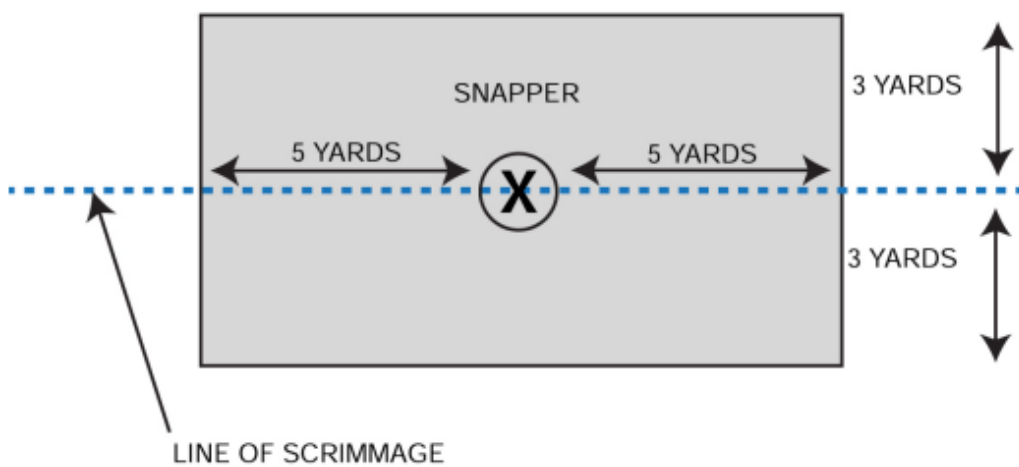 3 YARDS
SNAPPER
5 YARDS
5 YARDS
X
3 YARDS
LINE OF SCRIMMAGE